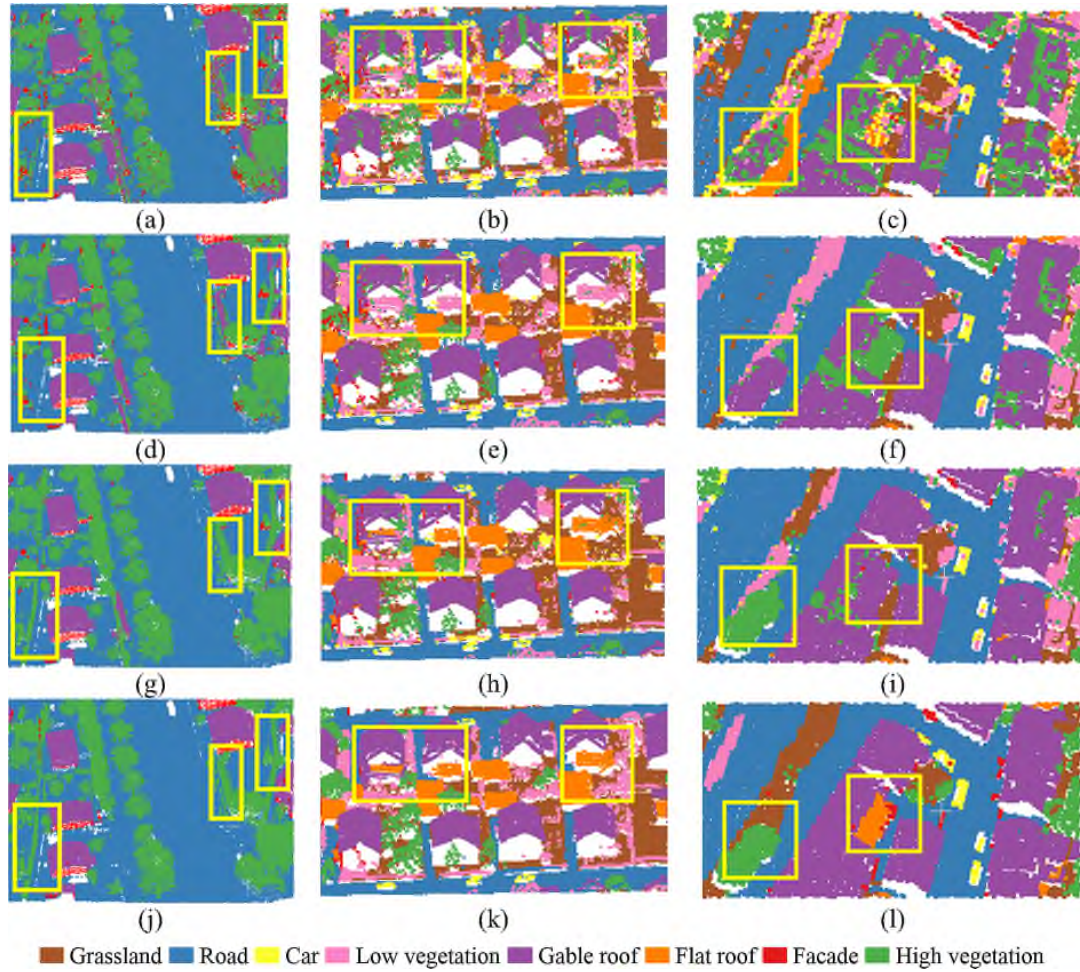 (a) (b) (c)
(d) (e) (f)
(g) (h) (i)
(j) (k) (l)
Grassland Road Car Low vegetation Gable roof Flat roof Facade High vegetation